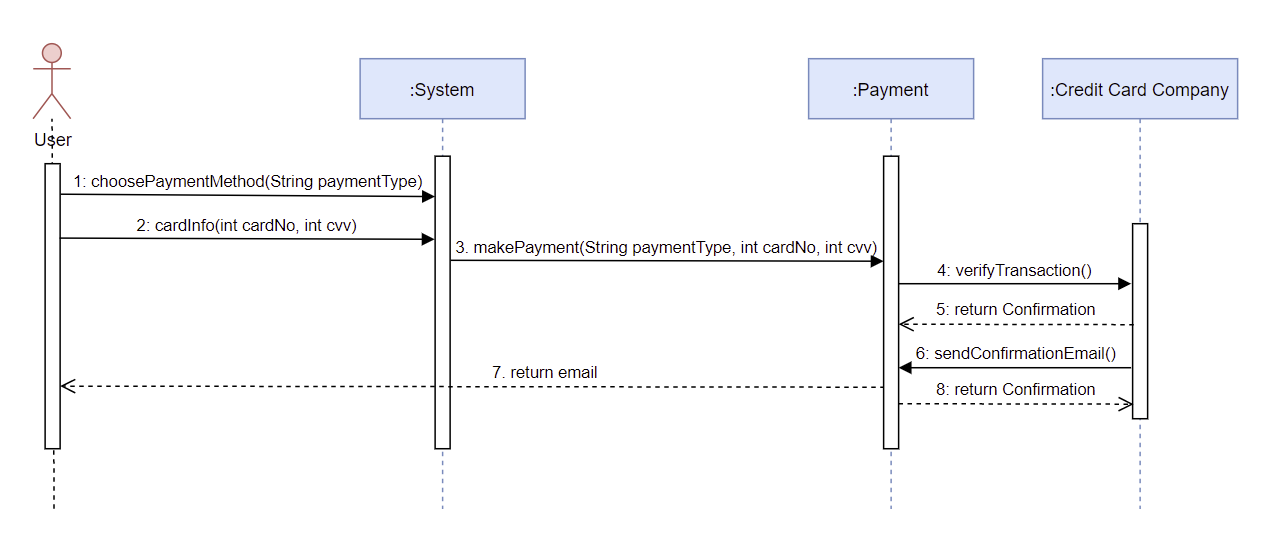 :System
:Payment
:Credit Card Company
User
1: choosePaymentMethod(String paymentType)
2: cardInfo(int cardNo, int cvv)
3. makePayment(String paymentType, int cardNo, int cvv)
4: verifyTransaction()
5: return Confirmation
6: sendConfirmationEmail()
7. return email
8: return Confirmation